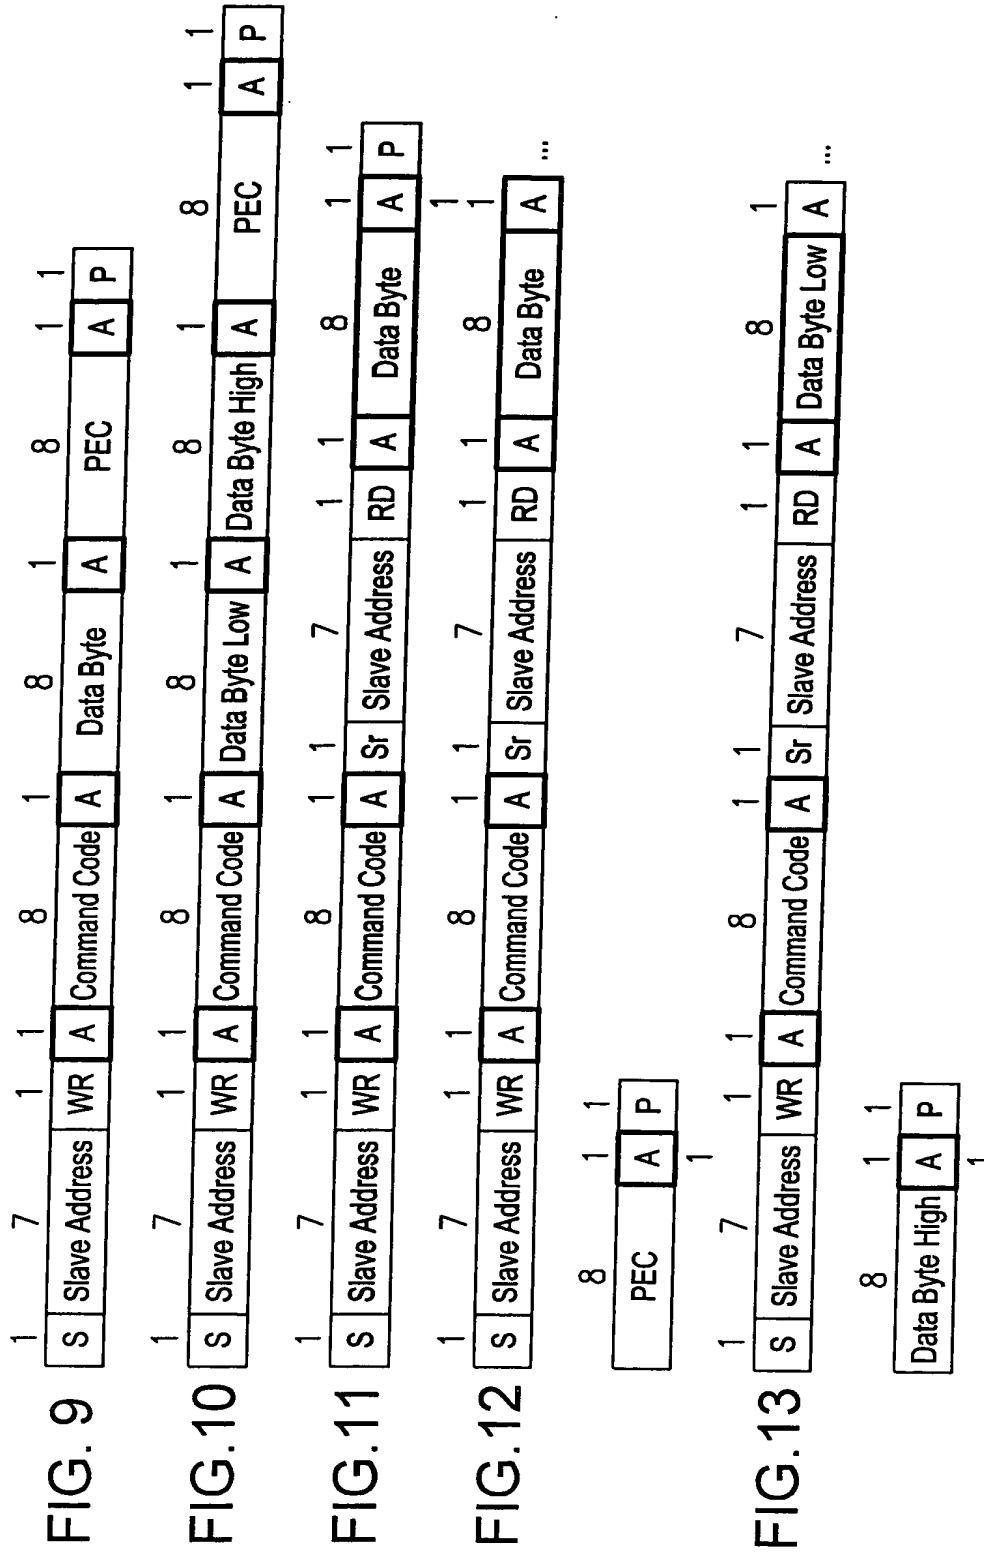 1 7 1 1 8 1 8 1 8 1 1
FIG. 9 S Slave Address WR A Command Code A Data Byte A PEC A P
1 7 1 1 8 1 8 1 8 1 8 1 1
FIG.10 S Slave Address WR A Command Code A Data Byte Low A Data Byte High A PEC A P
1 7 1 1 8 1 1 7 1 1 8 1 1
FIG.11 S Slave Address WR A Command Code A Sr Slave Address RD A Data Byte A P
1
1 7 1 1 8 1 1 7 1 1 8 1
FIG.12 S Slave Address WR A Command Code A Sr Slave Address RD A Data Byte A ...
8 1 1
PEC A P
1
1 7 1 1 8 1 1 7 1 1 8 1
FIG.13 S Slave Address WR A Command Code A Sr Slave Address RD A Data Byte Low A ...
8 1 1
Data Byte High A P
1